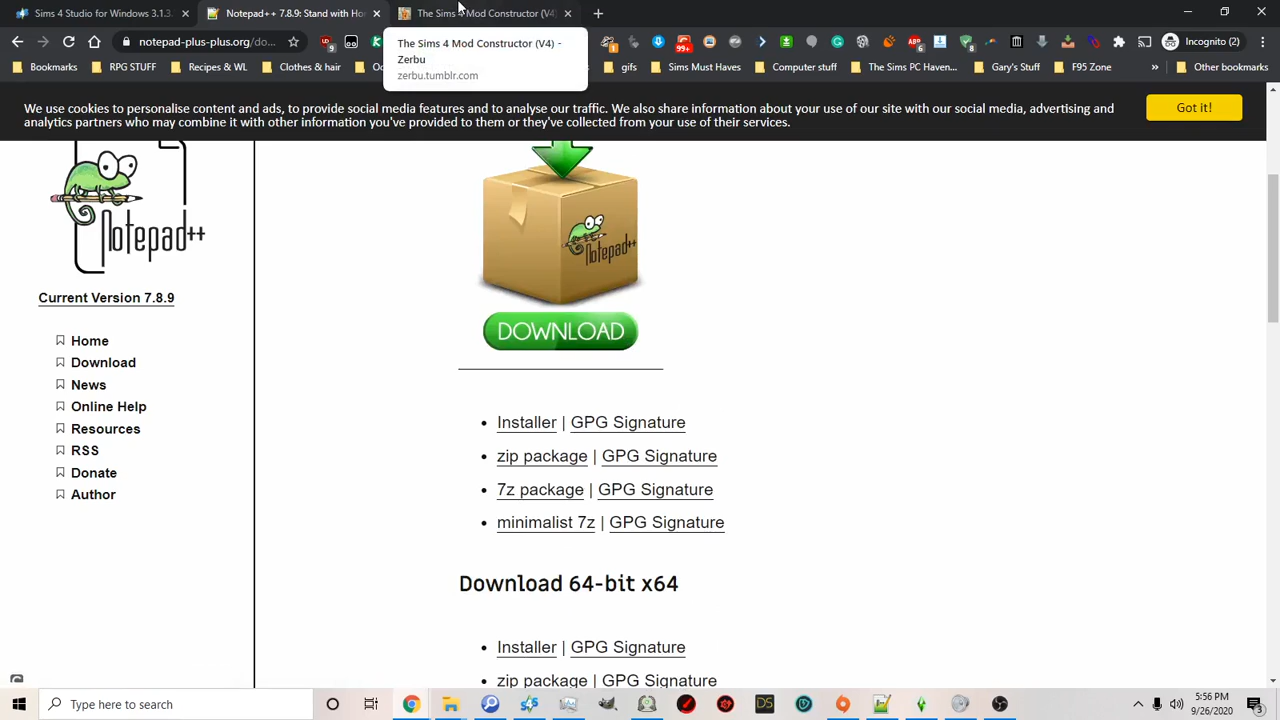 Sims 4 Studio for Windows 3.1.3.
Notepad++ 7.8.9: Stand with Hon
The Sims 4 Mod Constructor (V4)
notepad-plus-plus.org/do...
Incognito (2)
The Sims 4 Mod Constructor (V4) -
Zerbu
zerbu.tumblr.com
Bookmarks
RPG STUFF
Recipes & WL
Clothes & hair
gifs
Sims Must Haves
Computer stuff
The Sims PC Haven...
Gary's Stuff
F95
Other bookmarks
We use cookies to personalise content and ads, to provide social media features and to analyse our traffic. We also share information about your use of our site with our social media, advertising and
analytics partners who may combine it with other information you've provided to them or they've collected from your use of their services.
Got it!
Notepad++
Notepad++
DOWNLOAD
Current Version 7.8.9
Home
Download
News
Online Help
Resources
RSS
Donate
Author
Installer | GPG Signature
zip package | GPG Signature
7z package | GPG Signature
minimalist 7z | GPG Signature
Download 64-bit x64
Installer | GPG Signature
zip package | GPG Signature
Type here to search
5:56 PM
9/26/2020